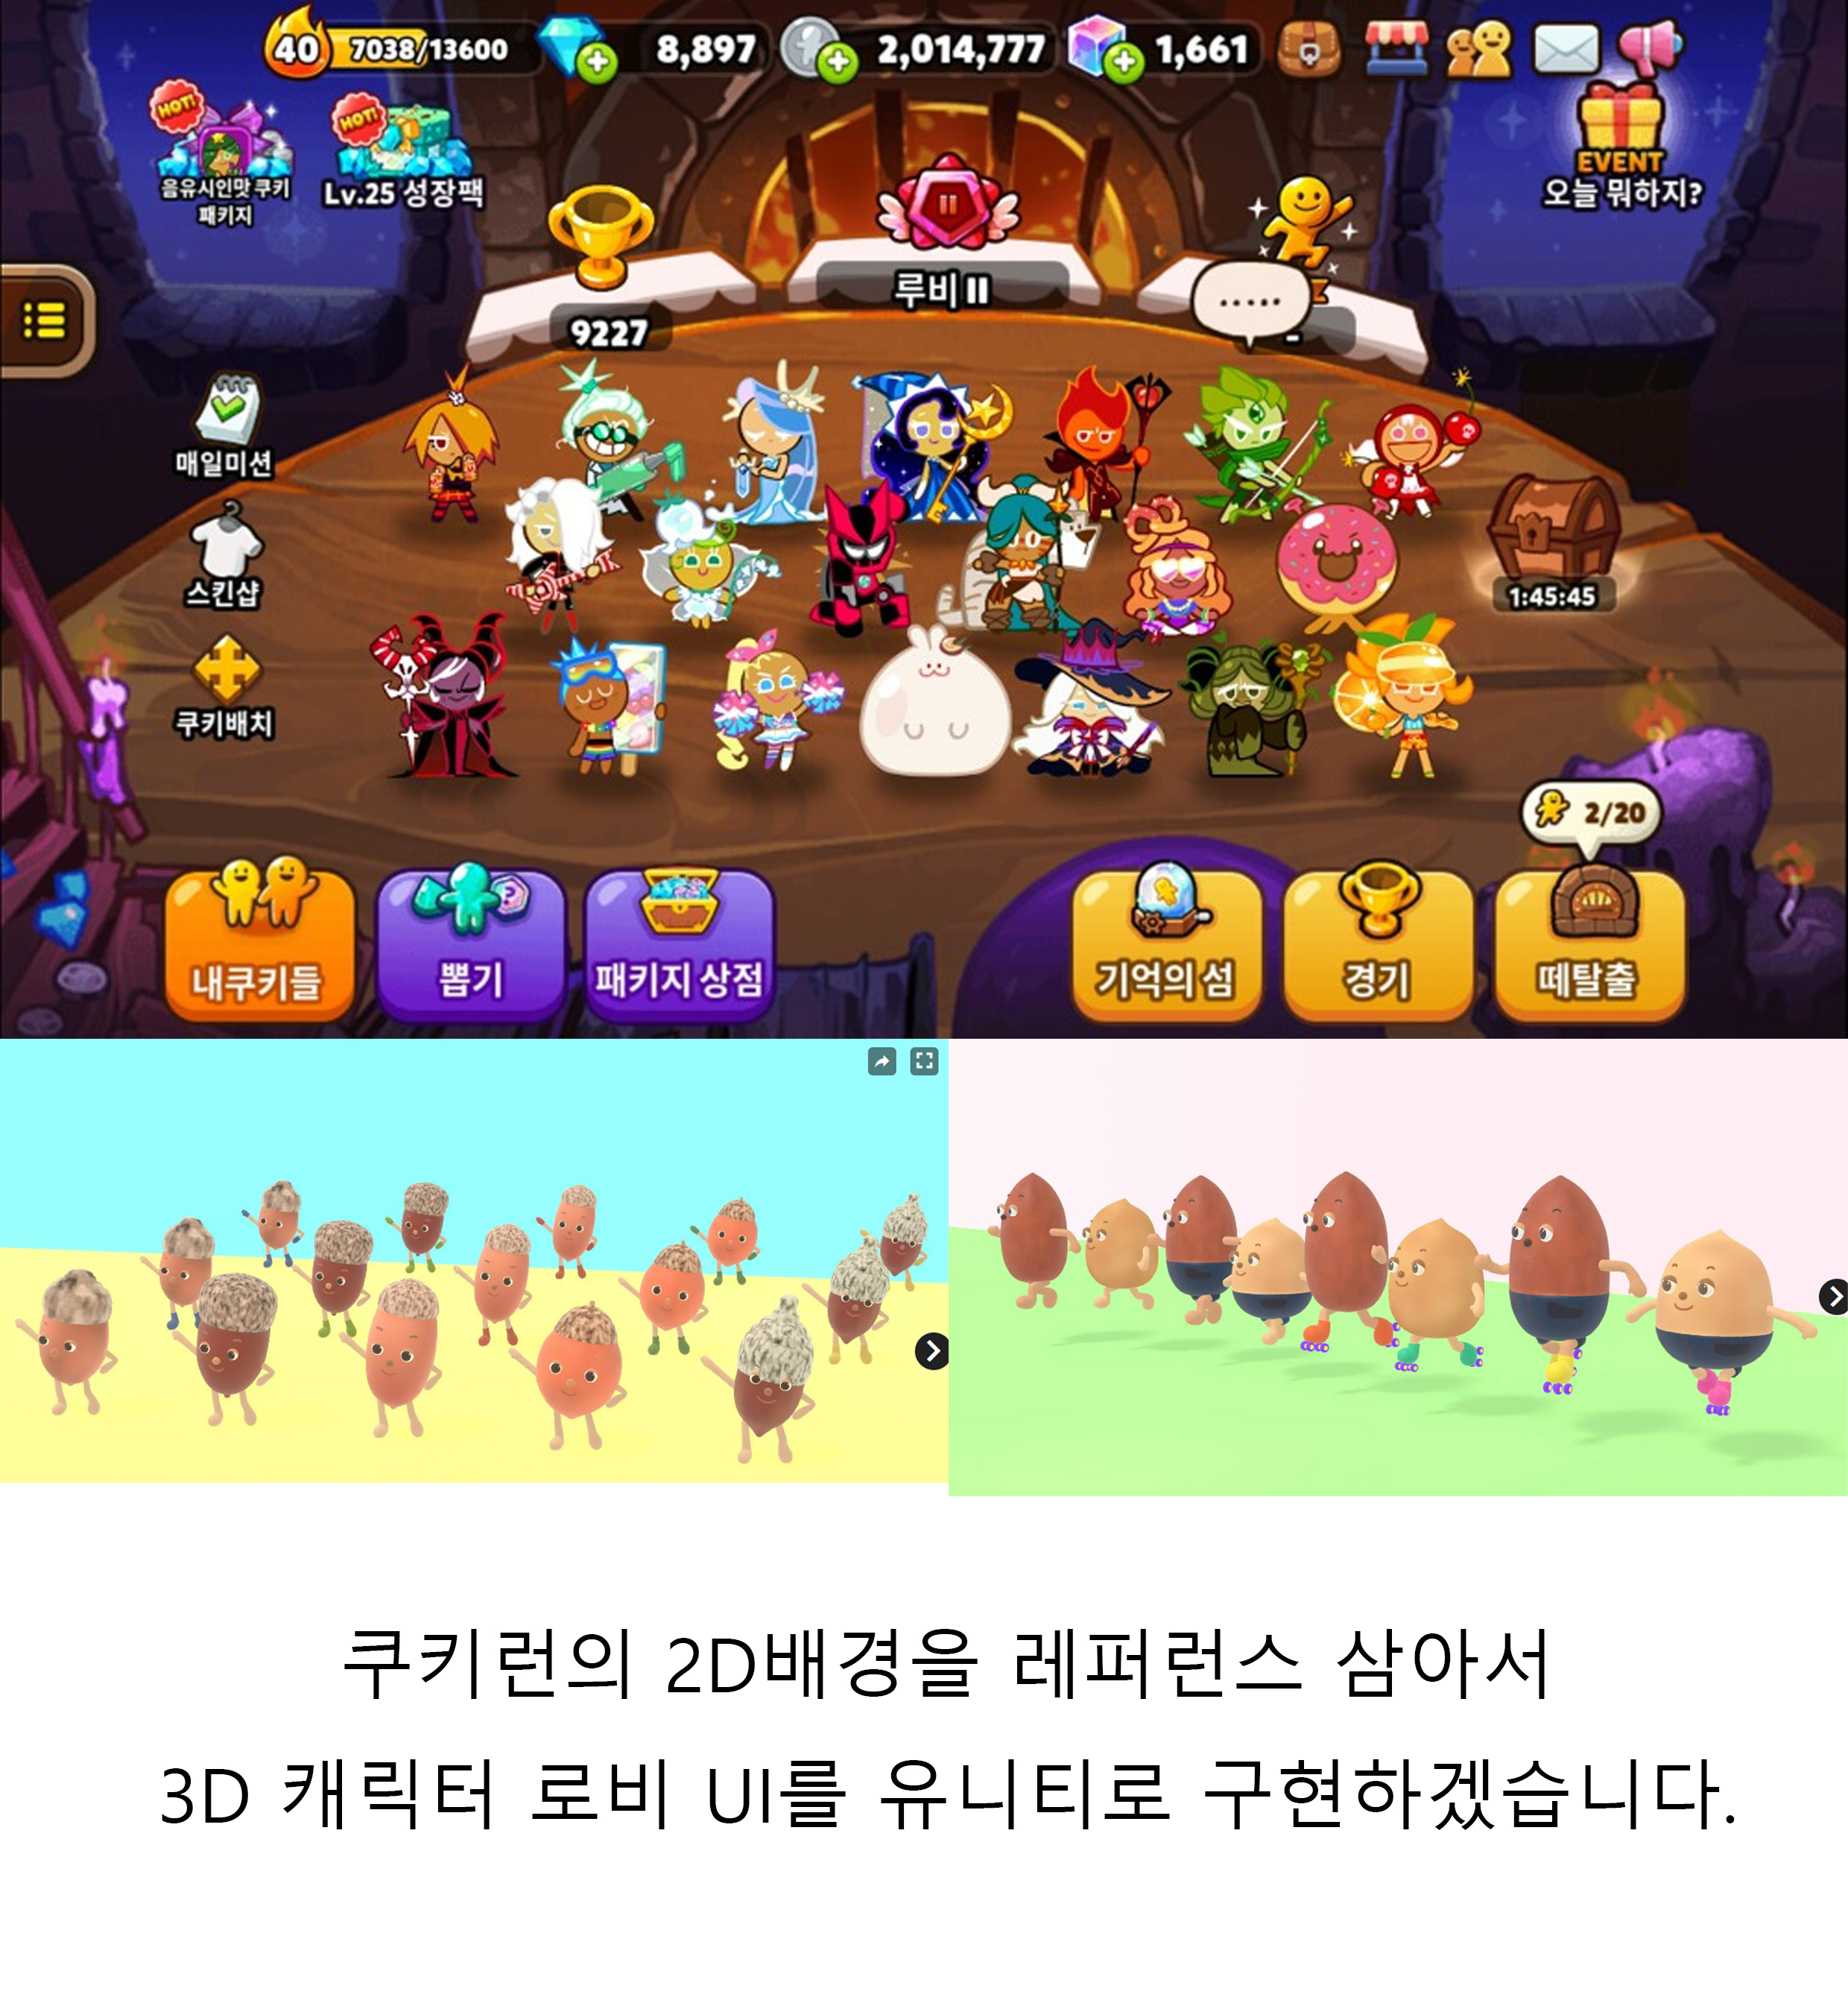 40 7038/13600 8,897 2,014,777 1,661
HOT! HOT!
음유시인맛 쿠키
패키지
Lv.25 성장팩
EVENT
오늘 뭐하지?
루비 II
9227
.....
-
매일미션
스킨샵
1:45:45
쿠키배치
2/20
내쿠키들 뽑기 패키지 상점 기억의 섬 경기 떼탈출
쿠키런의 2D배경을 레퍼런스 삼아서
3D 캐릭터 로비 UI를 유니티로 구현하겠습니다.